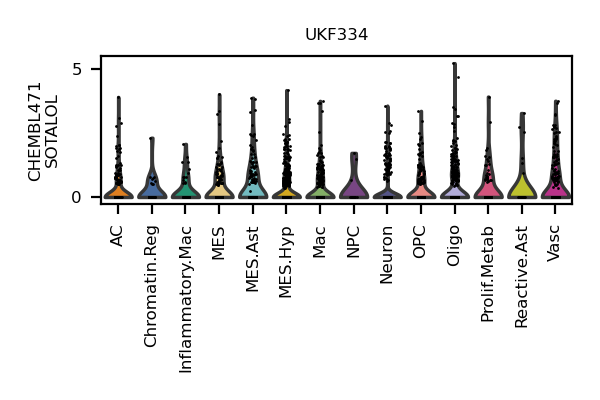 UKF334
CHEMBL471
SOTALOL
5
0
AC
Chromatin.Reg
Inflammatory.Mac
MES
MES.Ast
MES.Hyp
Mac
NPC
Neuron
OPC
Oligo
Prolif.Metab
Reactive.Ast
Vasc